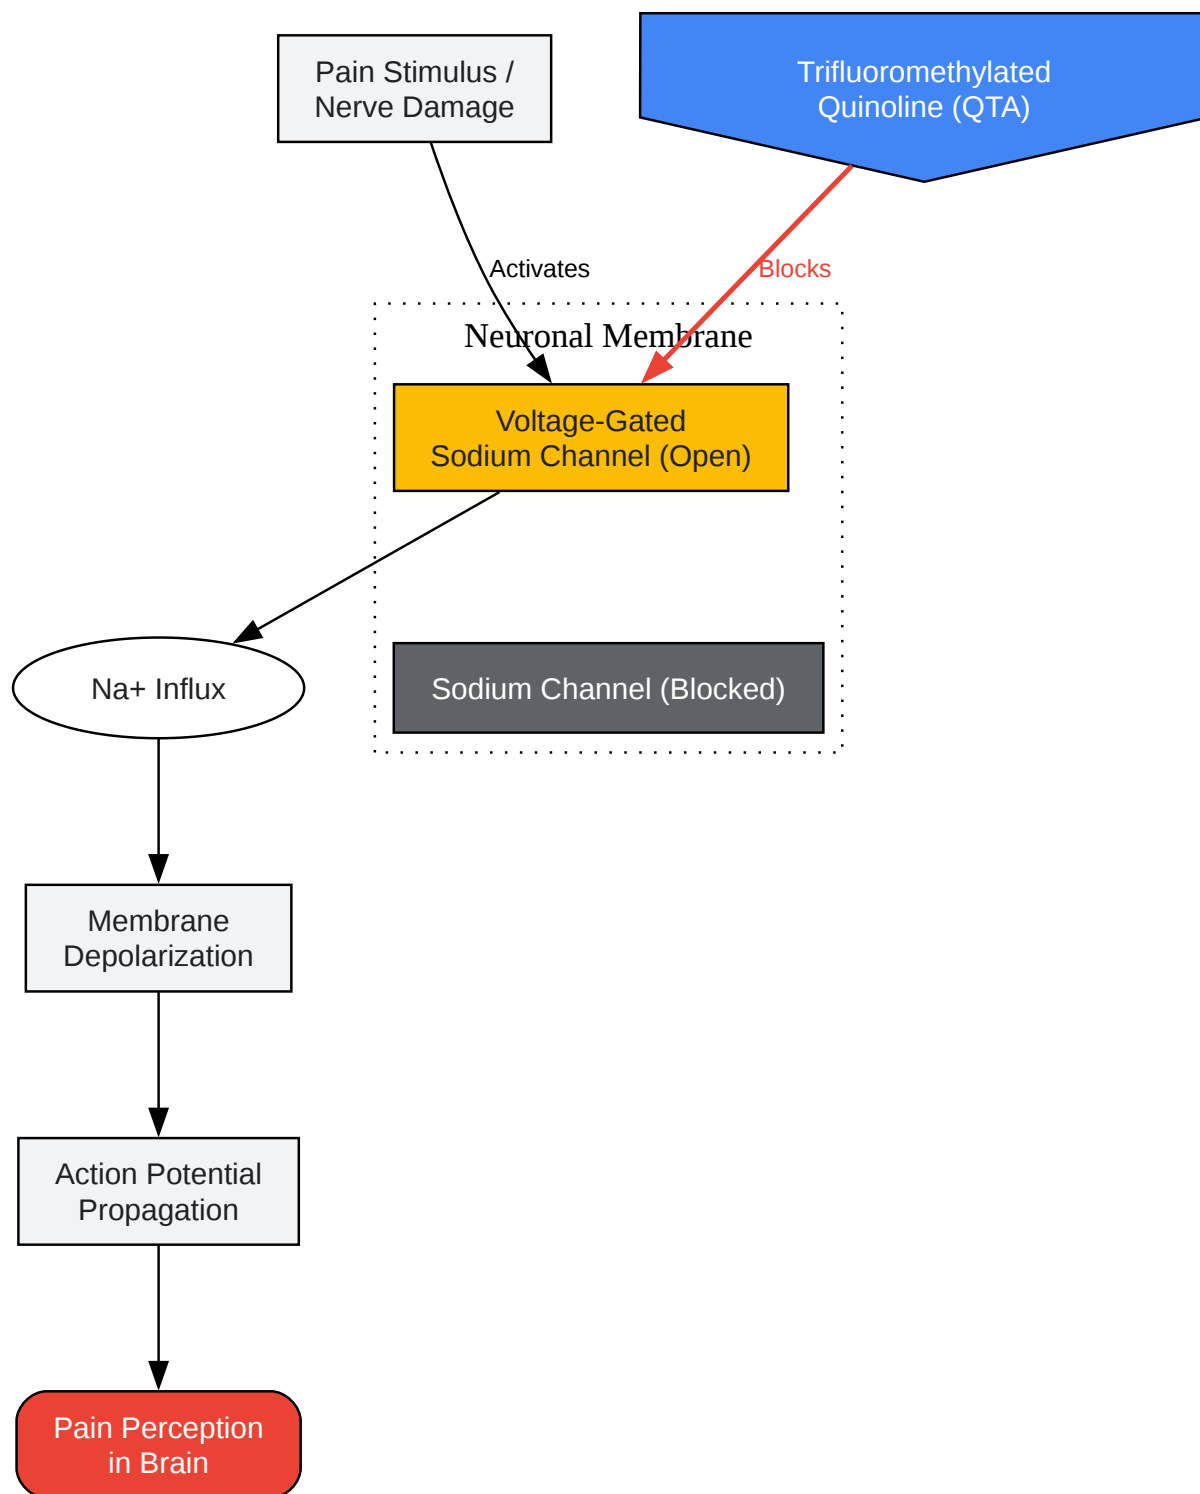 Pain Stimulus /
Nerve Damage
Trifluoromethylated
Quinoline (QTA)
Activates
Blocks
Neuronal Membrane
Voltage-Gated
Sodium Channel (Open)
Na+ Influx
Sodium Channel (Blocked)
Membrane
Depolarization
Action Potential
Propagation
Pain Perception
in Brain